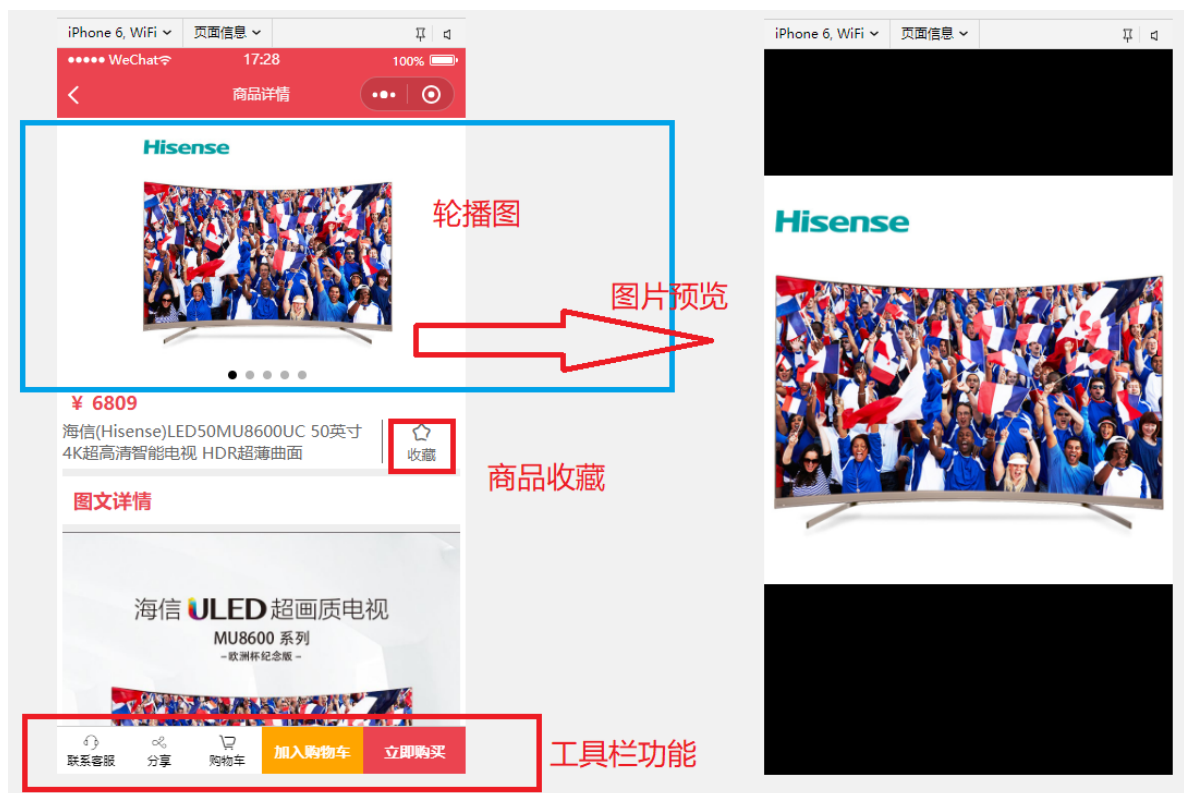 iPhone 6, WiFi 页面信息
WeChat 17:28 100%
商品详情
Hisense
轮播图
图片预览
¥ 6809
海信(Hisense)LED50MU8600UC 50英寸
4K超高清智能电视 HDR超薄曲面
收藏
商品收藏
图文详情
海信 ULED 超画质电视
MU8600 系列
–欧洲杯纪念版–
联系客服 分享 购物车 加入购物车 立即购买
工具栏功能
iPhone 6, WiFi 页面信息
Hisense